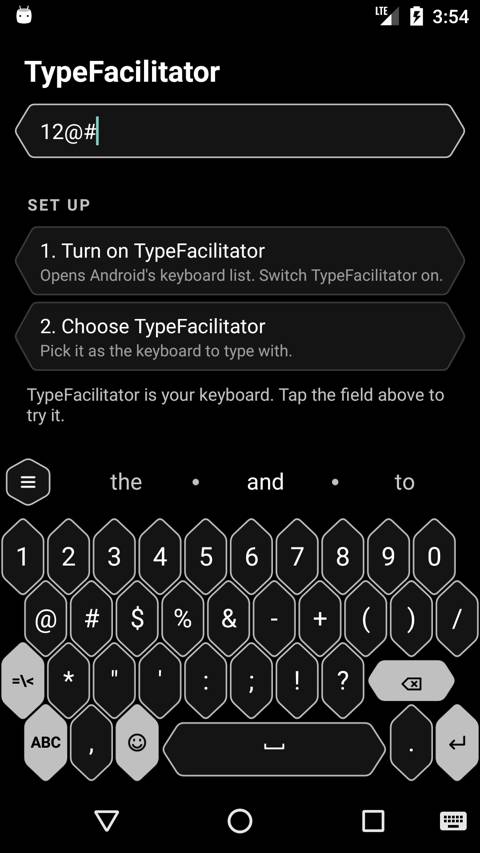 LTE 3:54
TypeFacilitator
12@#
SET UP
1. Turn on TypeFacilitator
Opens Android's keyboard list. Switch TypeFacilitator on.
2. Choose TypeFacilitator
Pick it as the keyboard to type with.
TypeFacilitator is your keyboard. Tap the field above to
try it.
the • and • to
1 2 3 4 5 6 7 8 9 0
@ # $ % & - + ( ) /
=\< * " ' : ; ! ?
ABC , .